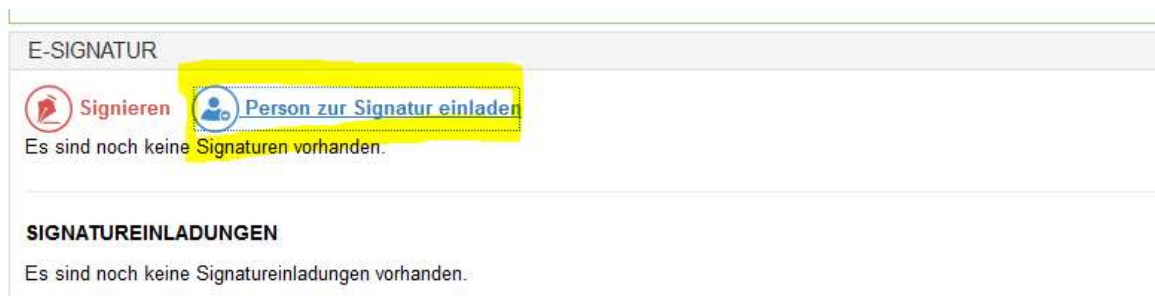 E-SIGNATUR
Signieren Person zur Signatur einladen
Es sind noch keine Signaturen vorhanden.
SIGNATUREINLADUNGEN
Es sind noch keine Signatureinladungen vorhanden.